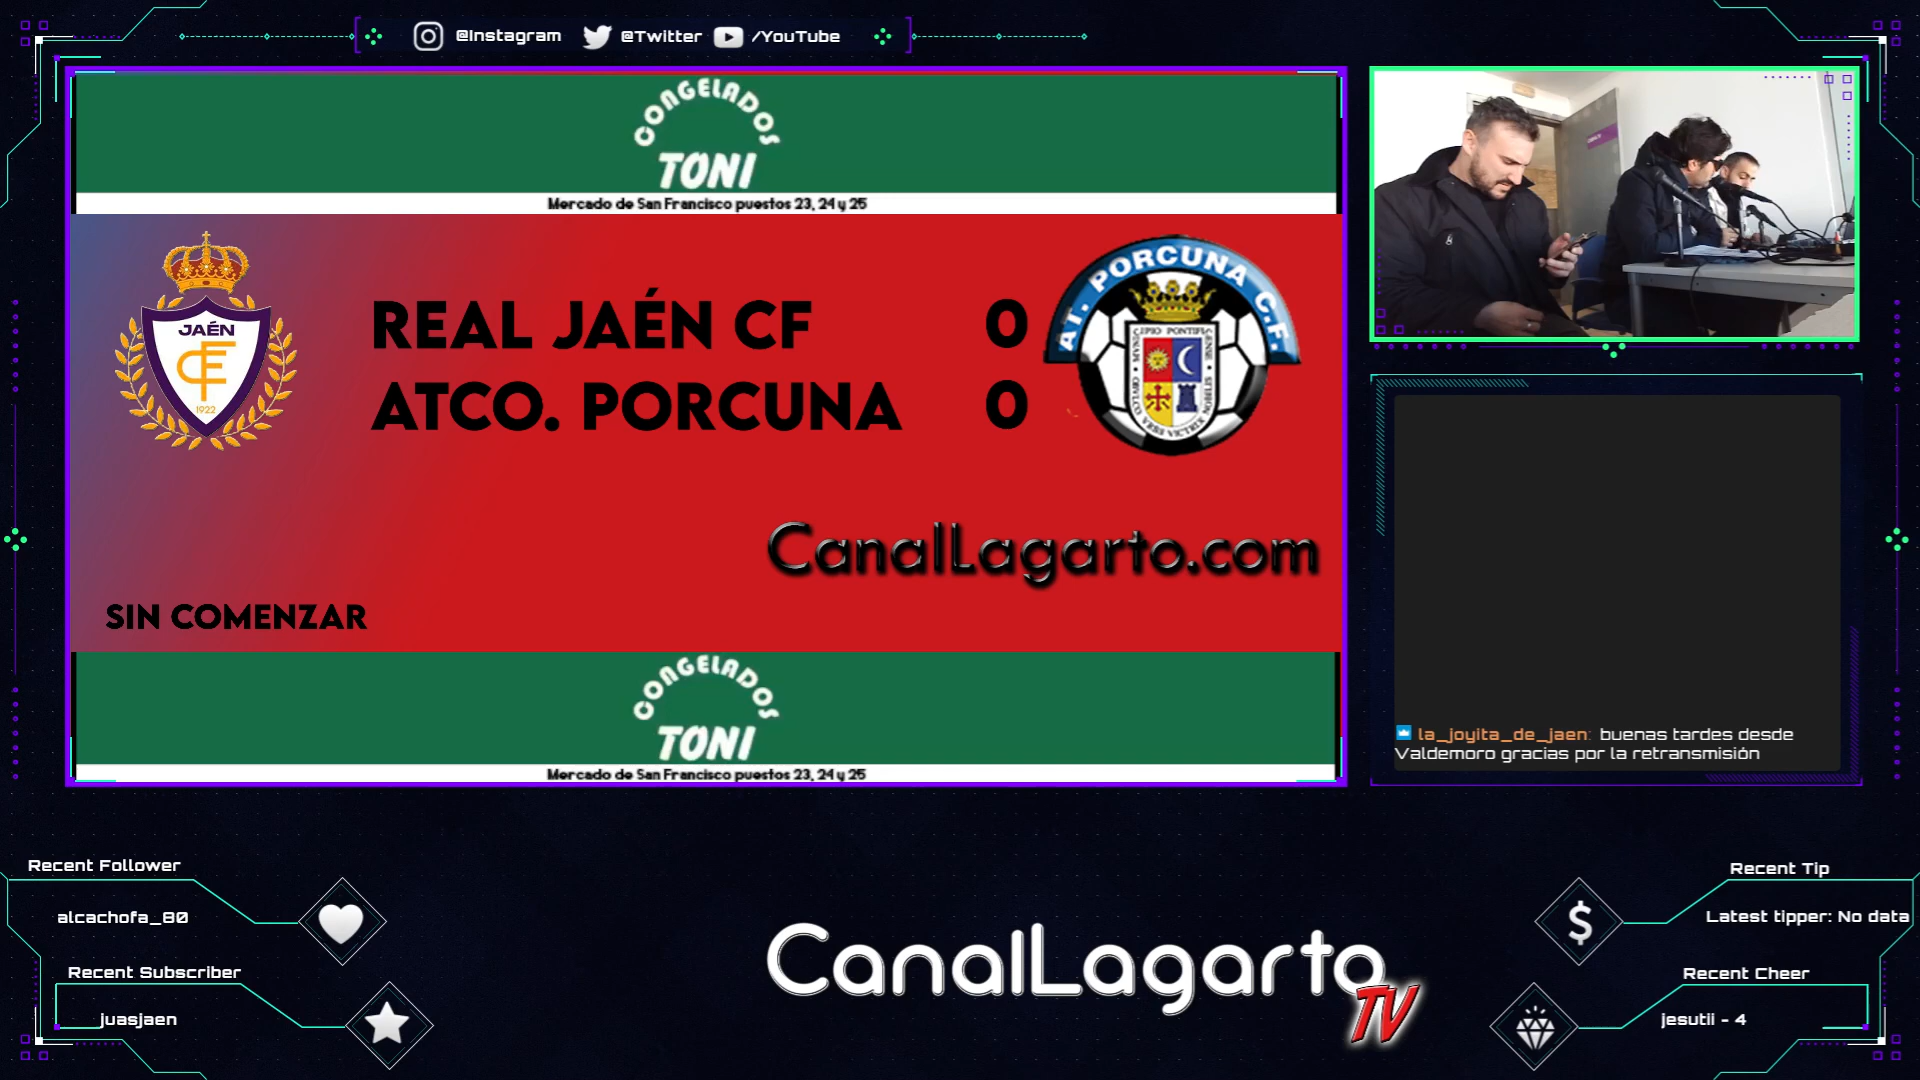 @Instagram @Twitter /YouTube
CONGELADOS
TONI
Mercado de San Francisco puestos 23, 24 y 25
JAÉN
CF
1922
REAL JAÉN CF 0
ATCO. PORCUNA 0
AT. PORCUNA C.F.
CanalLagarto.com
SIN COMENZAR
CONGELADOS
TONI
Mercado de San Francisco puestos 23, 24 y 25
la_joyita_de_jaen: buenas tardes desde
Valdemoro gracias por la retransmisión
Recent Follower
alcachofa_80
Recent Subscriber
juasjaen
CanalLagarto
TV
Recent Tip
Latest tipper: No data
Recent Cheer
jesutii - 4